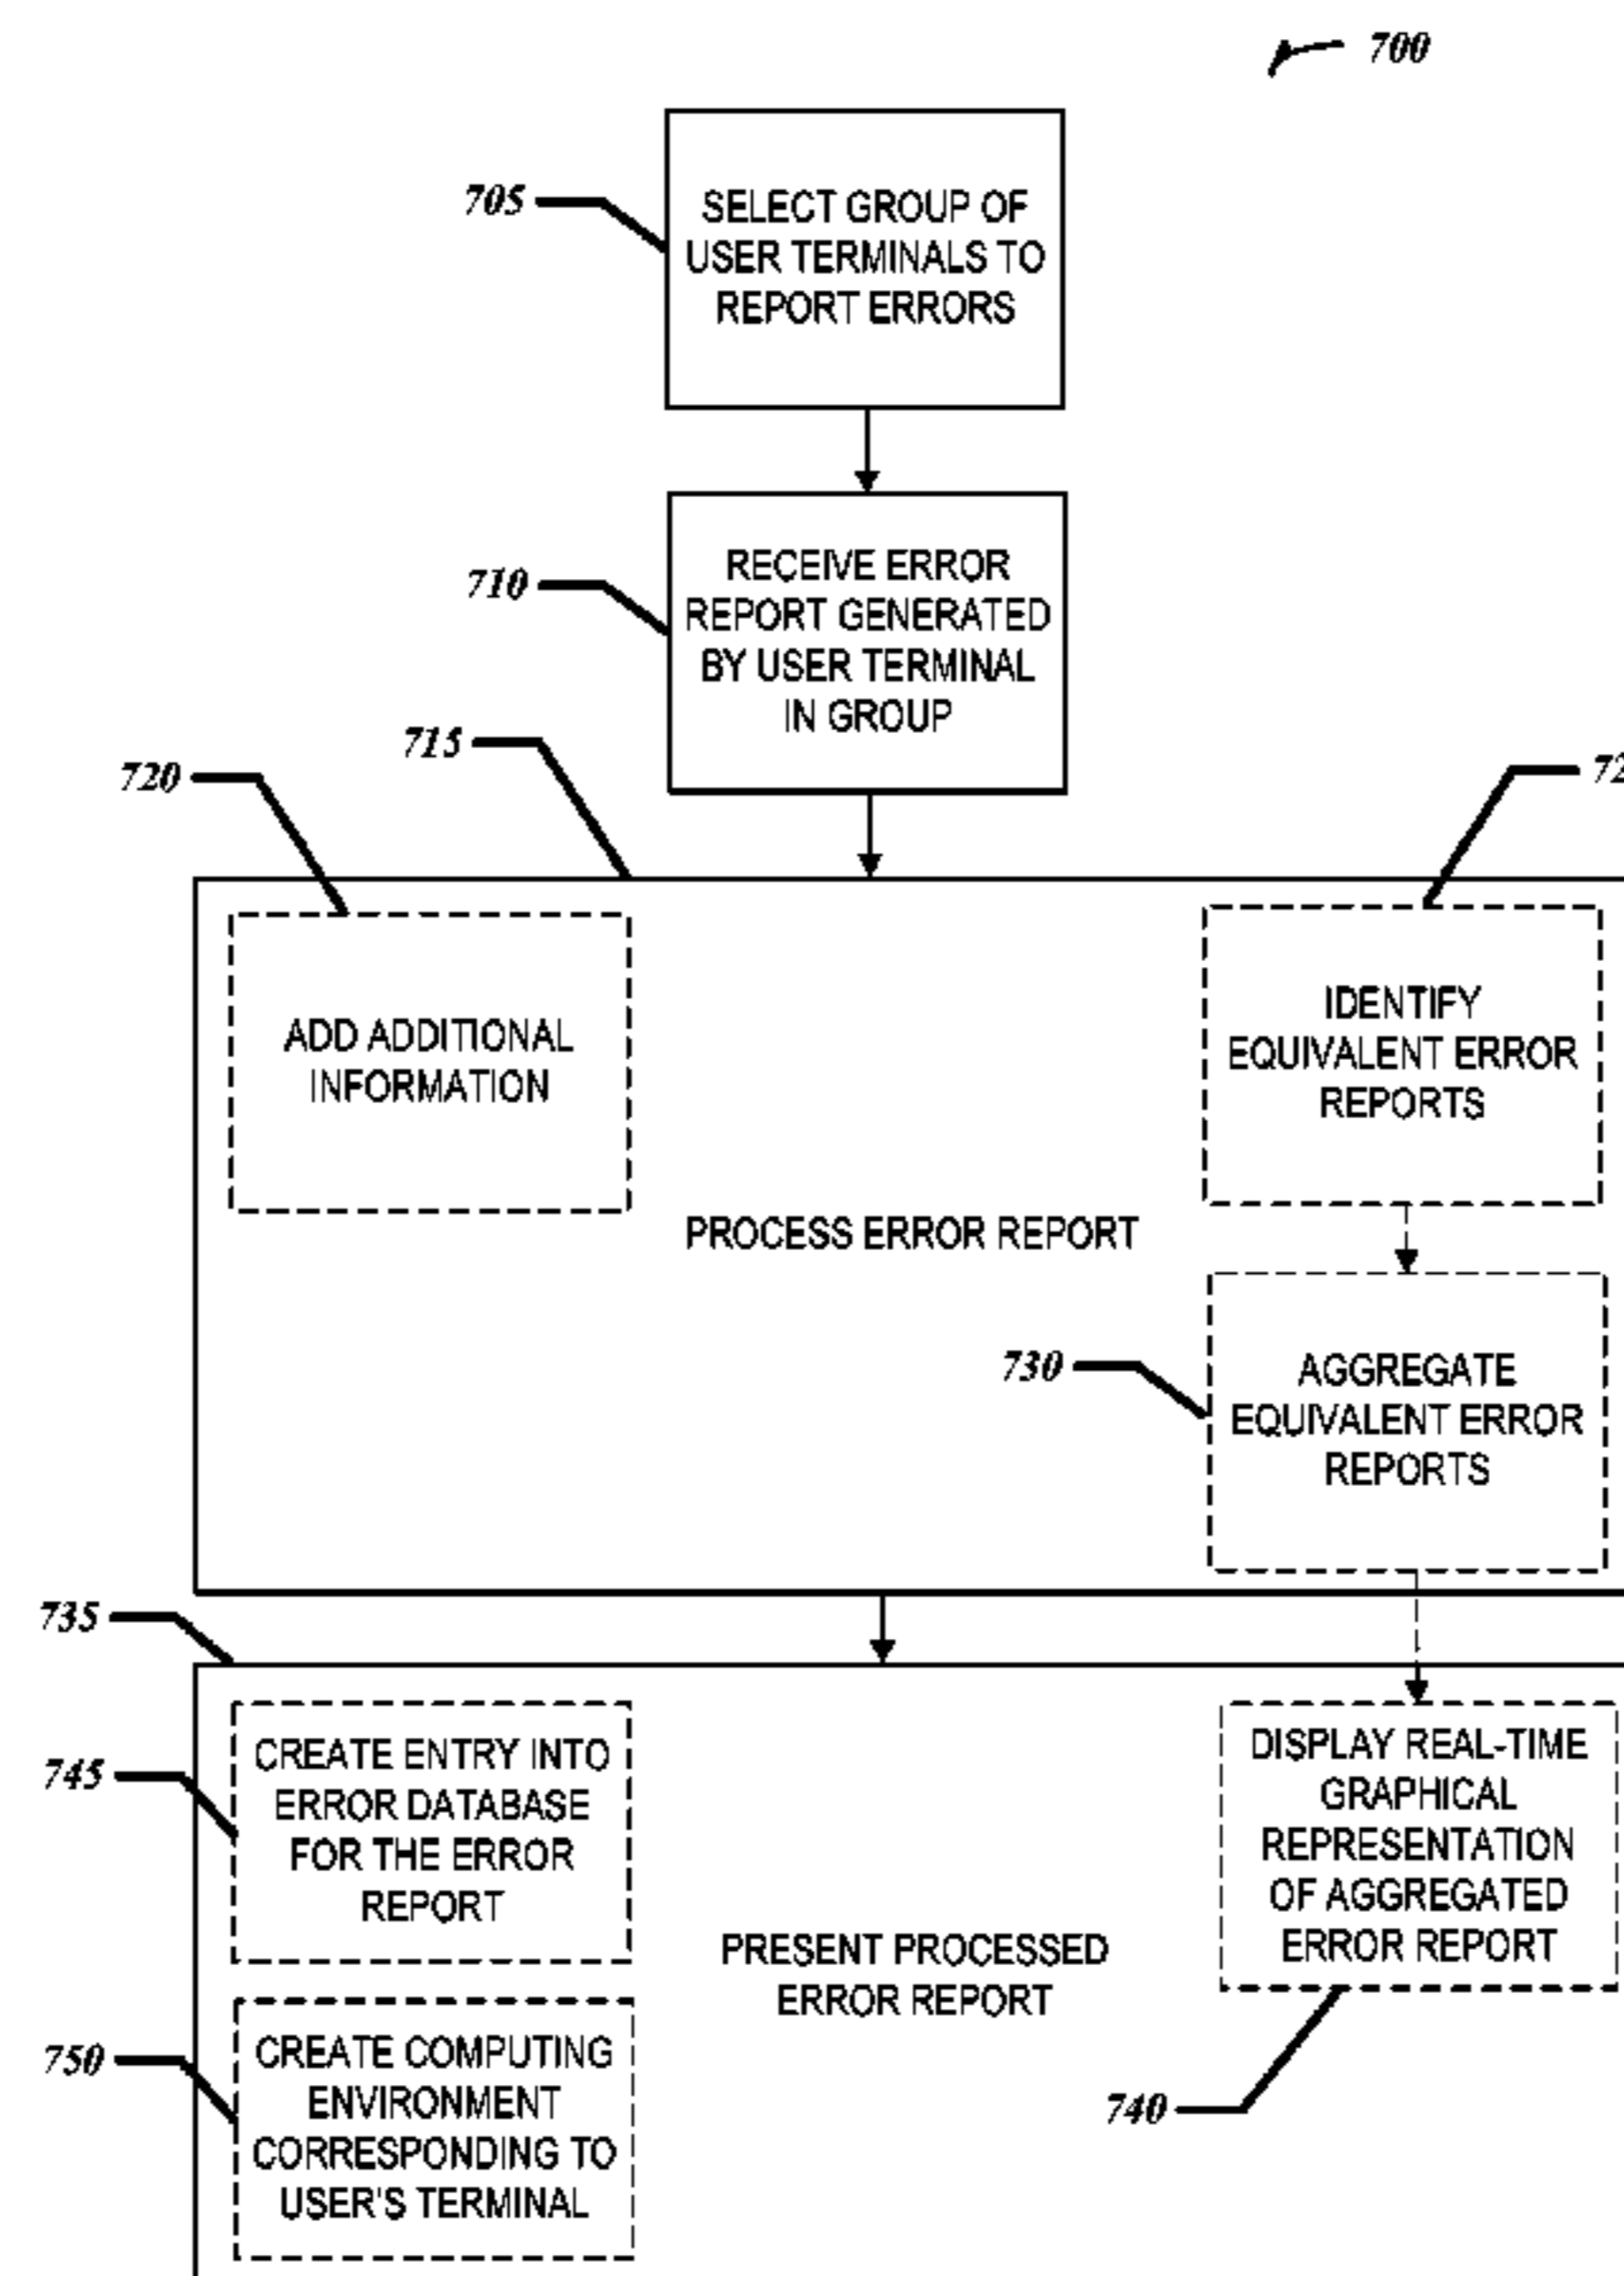 700
705
SELECT GROUP OF
USER TERMINALS TO
REPORT ERRORS
710
RECEIVE ERROR
REPORT GENERATED
BY USER TERMINAL
IN GROUP
715
720
ADD ADDITIONAL
INFORMATION
IDENTIFY
EQUIVALENT ERROR
REPORTS
PROCESS ERROR REPORT
730
AGGREGATE
EQUIVALENT ERROR
REPORTS
735
745
CREATE ENTRY INTO
ERROR DATABASE
FOR THE ERROR
REPORT
DISPLAY REAL-TIME
GRAPHICAL
REPRESENTATION
OF AGGREGATED
ERROR REPORT
PRESENT PROCESSED
ERROR REPORT
750
CREATE COMPUTING
ENVIRONMENT
CORRESPONDING TO
USER'S TERMINAL
740